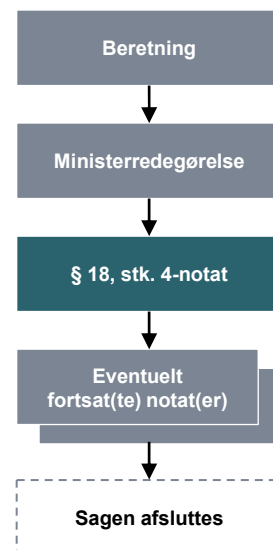 Beretning
Ministerredegørelse
§ 18, stk. 4-notat
Eventuelt
fortsat(te) notat(er)
Sagen afsluttes